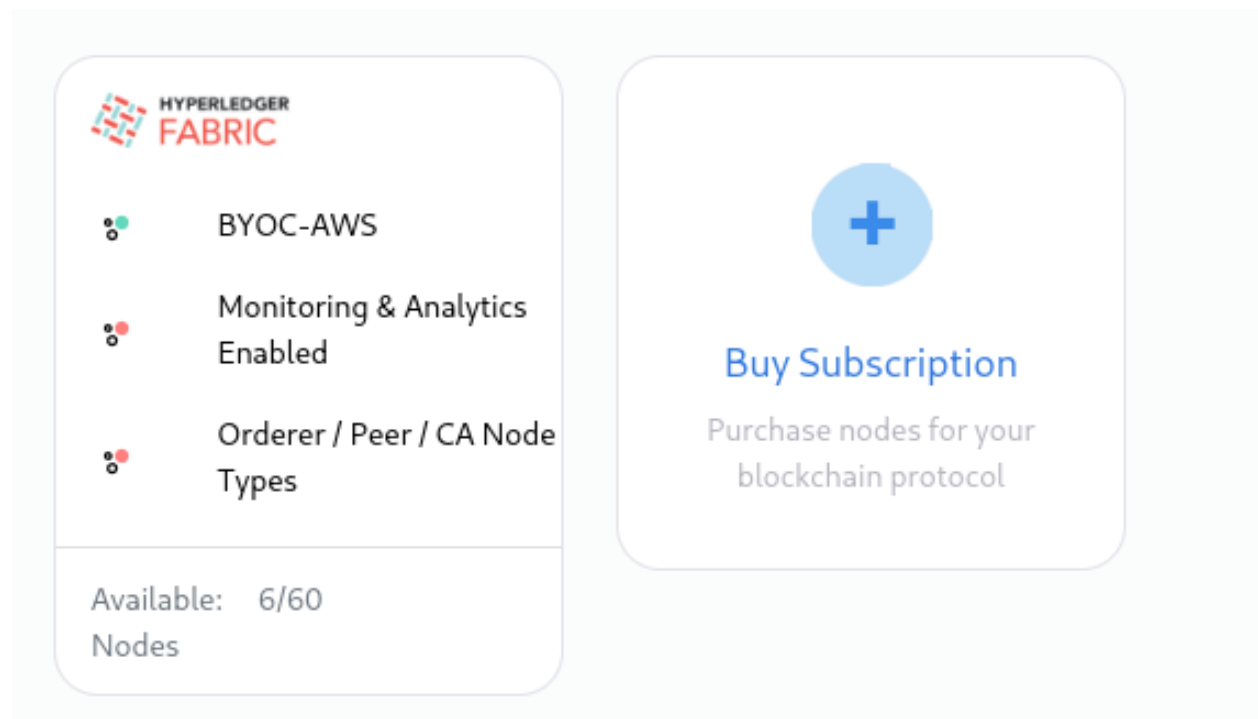 HYPERLEDGER
FABRIC
BYOC-AWS
Monitoring & Analytics
Enabled
Orderer / Peer / CA Node
Types
Available: 6/60
Nodes
+
Buy Subscription
Purchase nodes for your
blockchain protocol